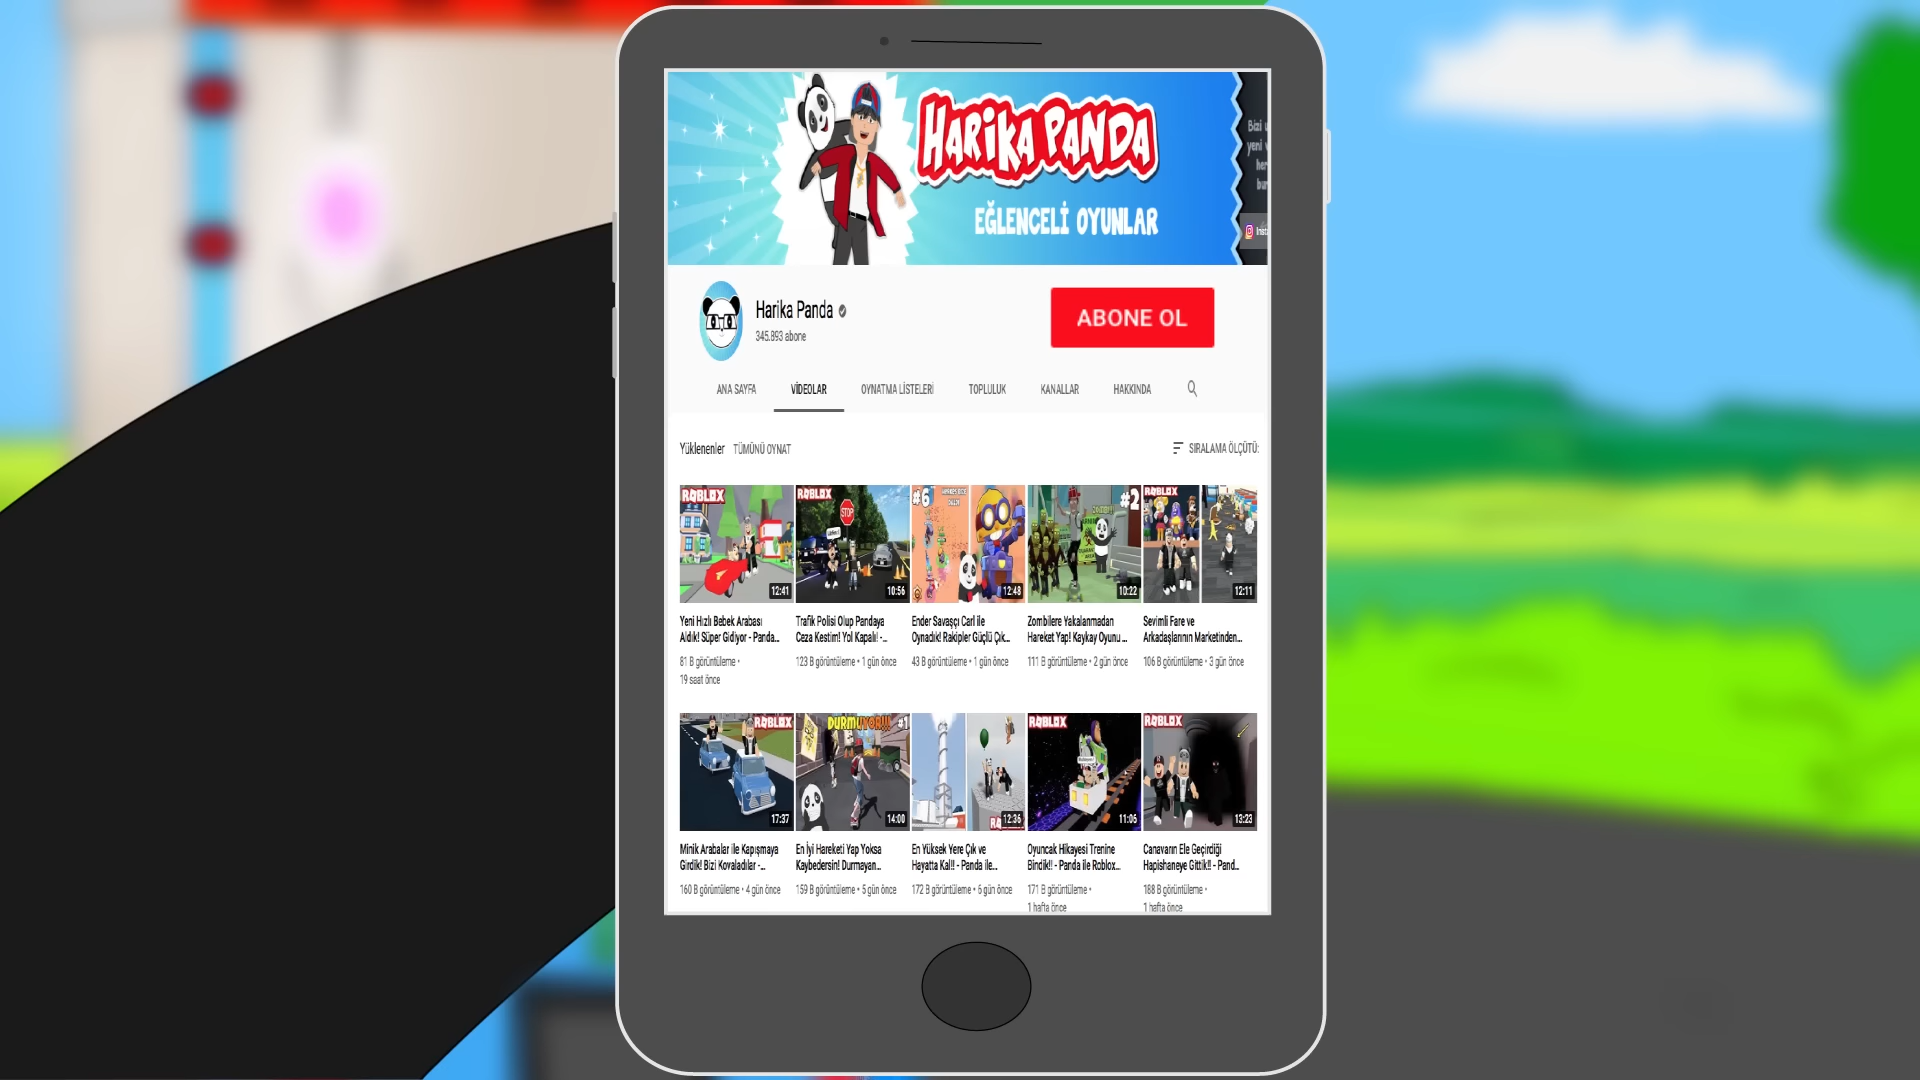 HARİKA PANDA
EĞLENCELİ OYUNLAR
Bizi
yeni
Harika Panda
345.893 abone
ABONE OL
ANA SAYFA VİDEOLAR OYNATMA LİSTELERİ TOPLULUK KANALLAR HAKKINDA
Yüklenenler TÜMÜNÜ OYNAT SIRALAMA ÖLÇÜTÜ:
ROBLOX ROBLOX #6 #2 ROBLOX
STOP
12:41 10:56 12:48 10:22 12:11
Yeni Hızlı Bebek Arabası Trafik Polisi Olup Pandaya Ender Savaşçı Carl ile Zombilere Yakalanmadan Sevimli Fare ve
Aldık! Süper Gidiyor - Panda... Ceza Kestim! Yol Kapalı! -... Oynadık! Rakipler Güçlü Çık... Hareket Yap! Kaykay Oyunu ... Arkadaşlarının Marketinden...
81 B görüntüleme • 123 B görüntüleme • 1 gün önce 43 B görüntüleme • 1 gün önce 111 B görüntüleme • 2 gün önce 106 B görüntüleme • 3 gün önce
19 saat önce
ROBLOX DURMUYOR!!! #1 ROBLOX ROBLOX
17:37 14:00 12:36 11:06 13:23
Minik Arabalar ile Kapışmaya En İyi Hareketi Yap Yoksa En Yüksek Yere Çık ve Oyuncak Hikayesi Trenine Canavarın Ele Geçirdiği
Girdik! Bizi Kovaladılar -... Kaybedersin! Durmayan... Hayatta Kal!! - Panda ile... Bindik!! - Panda ile Roblox... Hapishaneye Gittik!! - Pand...
160 B görüntüleme • 4 gün önce 159 B görüntüleme • 5 gün önce 172 B görüntüleme • 6 gün önce 171 B görüntüleme • 188 B görüntüleme •
1 hafta önce 1 hafta önce